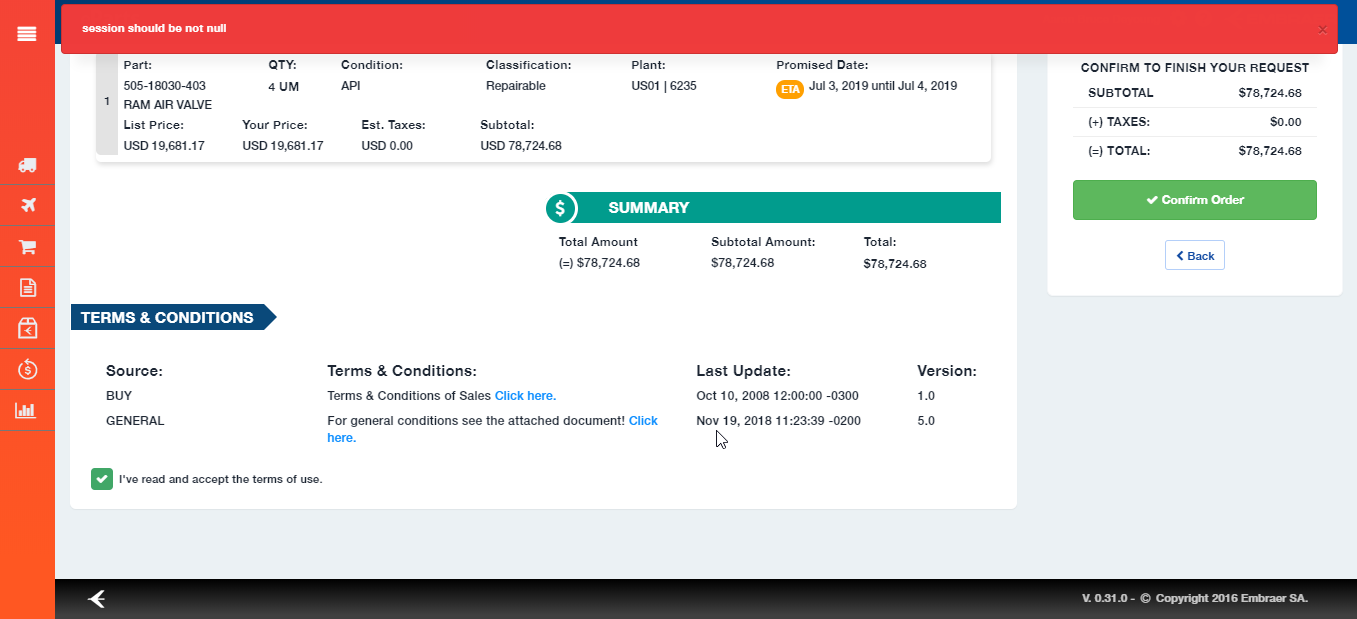 session should be not null
×
Part: QTY: Condition: Classification: Plant: Promised Date:
505-18030-403 4 UM API Repairable US01 | 6235 ETA Jul 3, 2019 until Jul 4, 2019
1
RAM AIR VALVE
List Price: Your Price: Est. Taxes: Subtotal:
USD 19,681.17 USD 19,681.17 USD 0.00 USD 78,724.68
$ SUMMARY
Total Amount Subtotal Amount: Total:
(=) $78,724.68 $78,724.68 $78,724.68
CONFIRM TO FINISH YOUR REQUEST
SUBTOTAL $78,724.68
(+) TAXES: $0.00
(=) TOTAL: $78,724.68
Confirm Order
Back
TERMS & CONDITIONS
Source: Terms & Conditions: Last Update: Version:
BUY Terms & Conditions of Sales Click here. Oct 10, 2008 12:00:00 -0300 1.0
GENERAL For general conditions see the attached document! Click Nov 19, 2018 11:23:39 -0200 5.0
here.
I've read and accept the terms of use.
V. 0.31.0 - © Copyright 2016 Embraer SA.